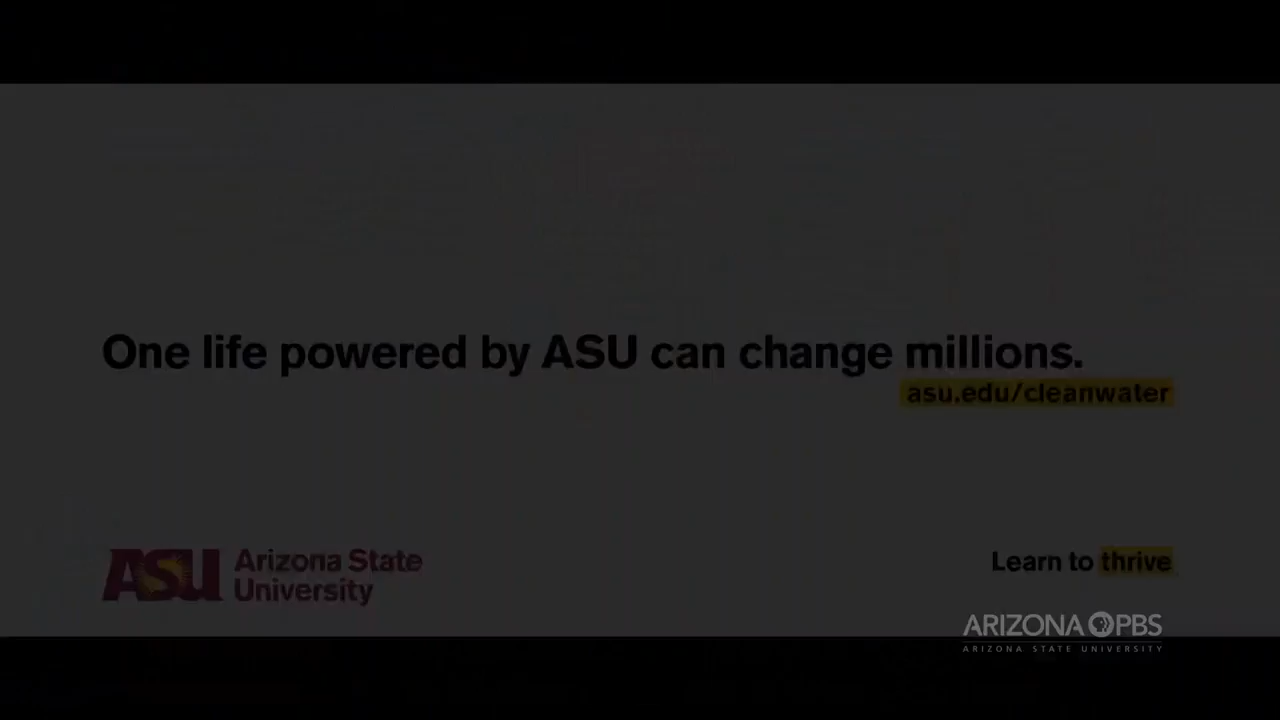 One life powered by ASU can change millions.
asu.edu/cleanwater
ASU Arizona State
University
Learn to thrive
ARIZONA PBS
ARIZONA STATE UNIVERSITY